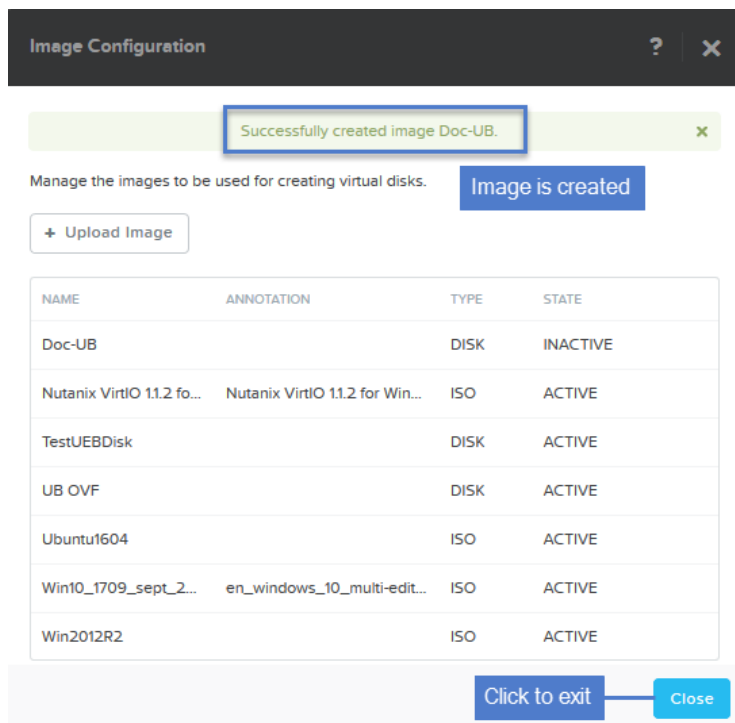 Image Configuration ? ×
Successfully created image Doc-UB. ×
Manage the images to be used for creating virtual disks.
Image is created
+ Upload Image
NAME ANNOTATION TYPE STATE
Doc-UB DISK INACTIVE
Nutanix VirtIO 1.1.2 fo... Nutanix VirtIO 1.1.2 for Win... ISO ACTIVE
TestUEBDisk DISK ACTIVE
UB OVF DISK ACTIVE
Ubuntu1604 ISO ACTIVE
Win10_1709_sept_2... en_windows_10_multi-edit... ISO ACTIVE
Win2012R2 ISO ACTIVE
Click to exit Close